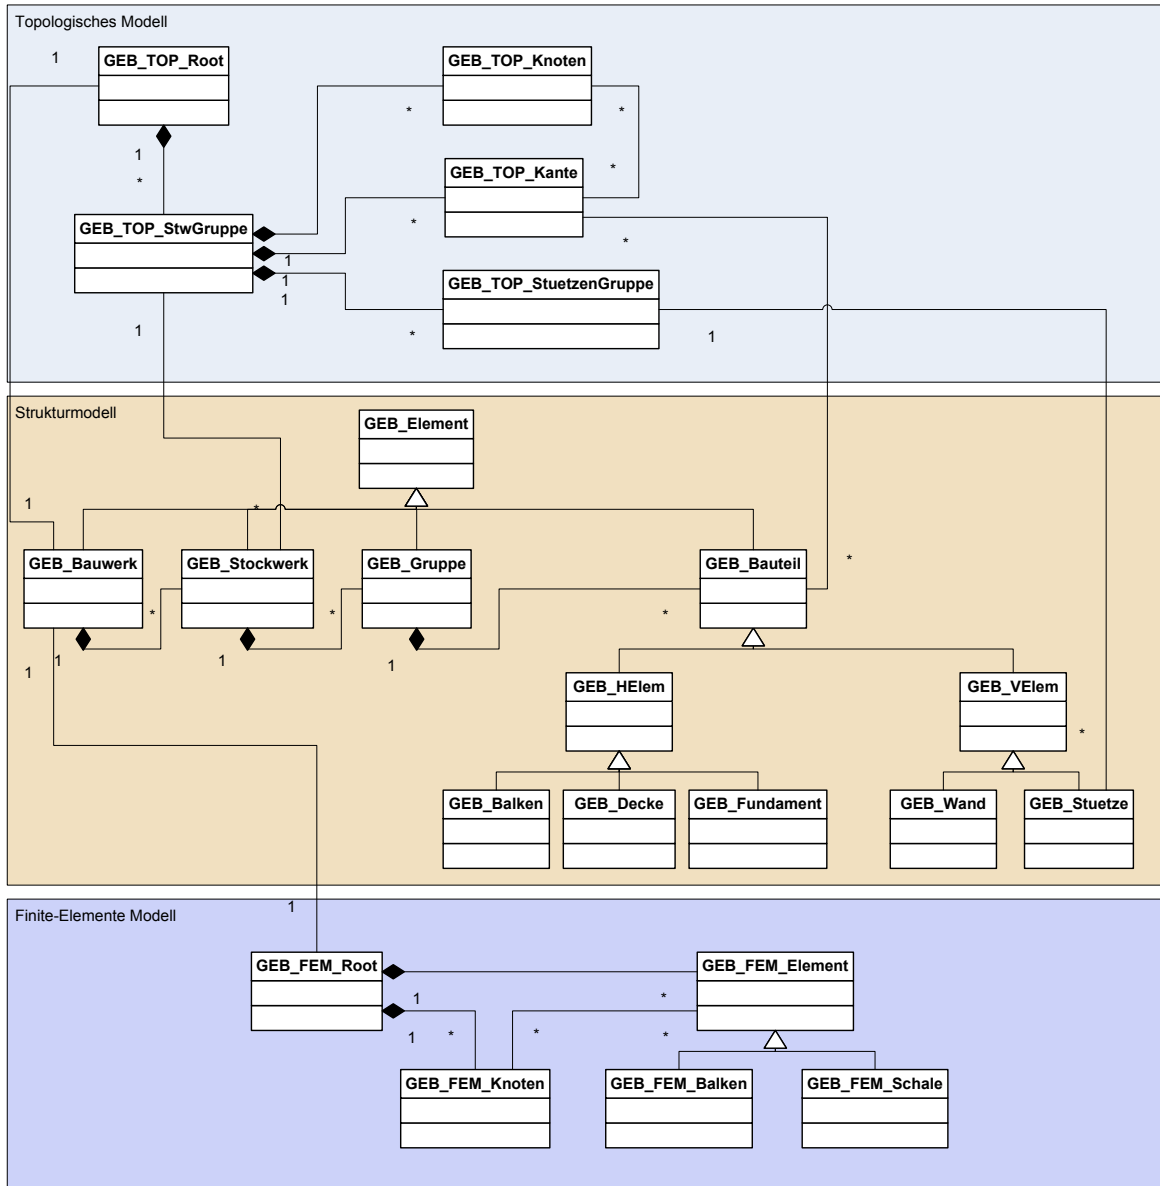 Topologisches Modell
1
GEB_TOP_Root
GEB_TOP_Knoten
*
*
1
*
GEB_TOP_Kante
*
GEB_TOP_StwGruppe
*
*
1
1
1
GEB_TOP_StuetzenGruppe
1
*
1
Strukturmodell
GEB_Element
1
*
GEB_Bauwerk
GEB_Stockwerk
GEB_Gruppe
GEB_Bauteil
*
*
*
*
1
1
1
1
GEB_HElem
GEB_VElem
*
GEB_Balken
GEB_Decke
GEB_Fundament
GEB_Wand
GEB_Stuetze
1
Finite-Elemente Modell
GEB_FEM_Root
GEB_FEM_Element
1
*
1
*
*
*
GEB_FEM_Knoten
GEB_FEM_Balken
GEB_FEM_Schale